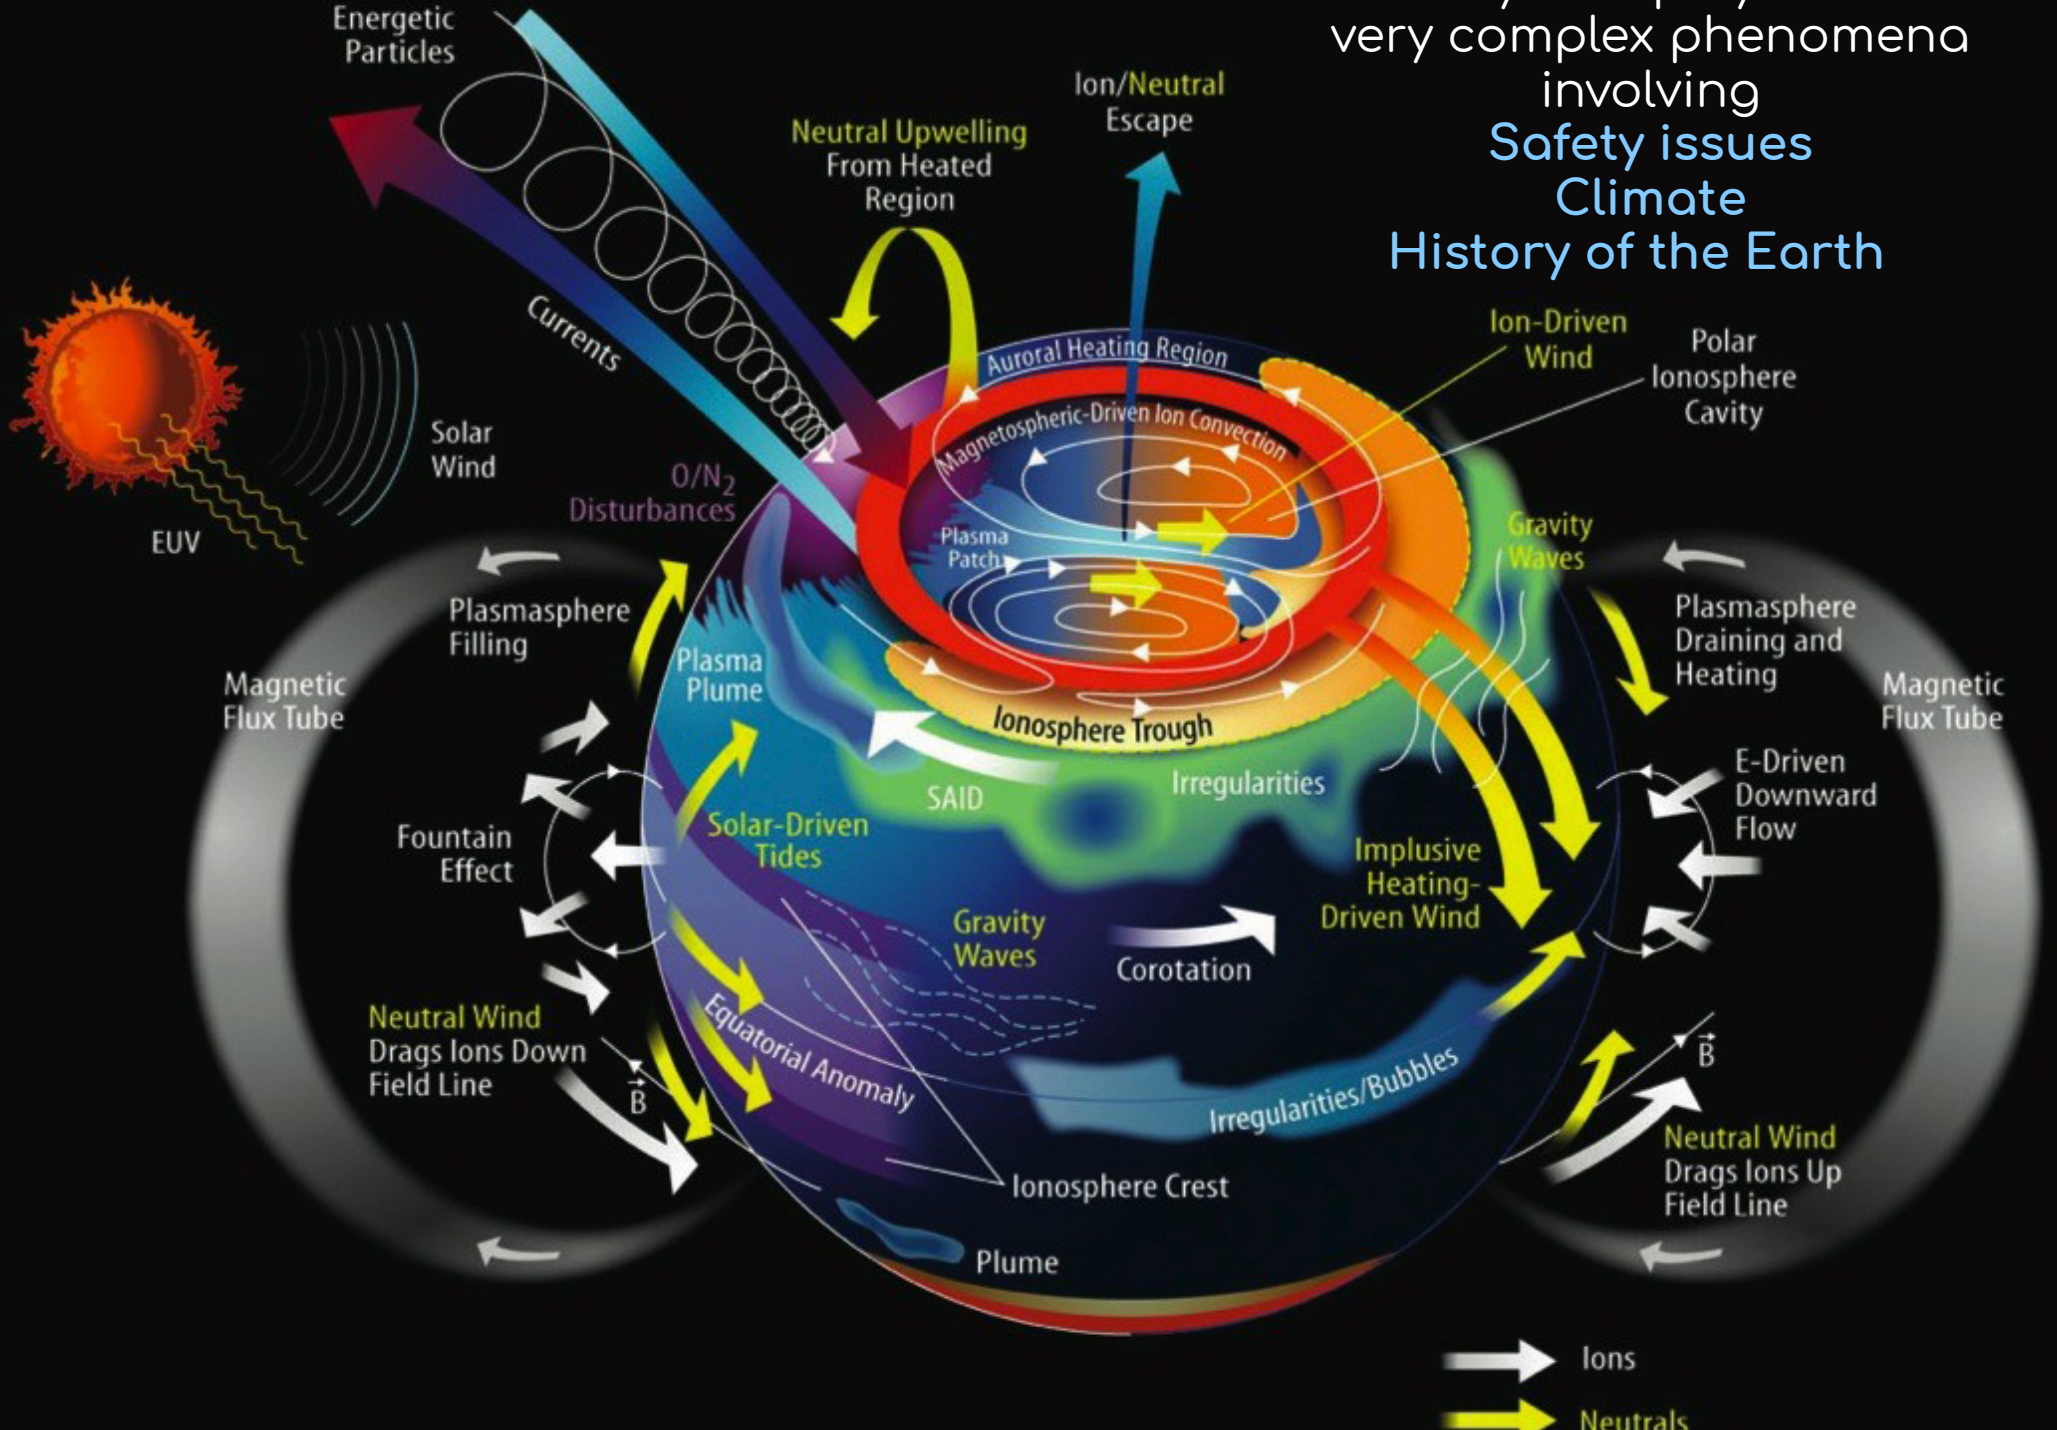 very complex phenomena
involving
Safety issues
Climate
History of the Earth
Energetic
Particles
Ion/Neutral
Escape
Neutral Upwelling
From Heated
Region
Currents
Solar
Wind
EUV
O/N2
Disturbances
Auroral Heating Region
Magnetospheric-Driven Ion Convection
Ion-Driven
Wind
Polar
Ionosphere
Cavity
Plasma
Patch
Gravity
Waves
Plasmasphere
Filling
Plasmasphere
Draining and
Heating
Magnetic
Flux Tube
Plasma
Plume
Magnetic
Flux Tube
Ionosphere Trough
SAID
Irregularities
E-Driven
Downward
Flow
Fountain
Effect
Solar-Driven
Tides
Implusive
Heating-
Driven Wind
Gravity
Waves
Corotation
Neutral Wind
Drags Ions Down
Field Line
B
Equatorial Anomaly
Irregularities/Bubbles
B
Neutral Wind
Drags Ions Up
Field Line
Ionosphere Crest
Plume
Ions
Neutrals